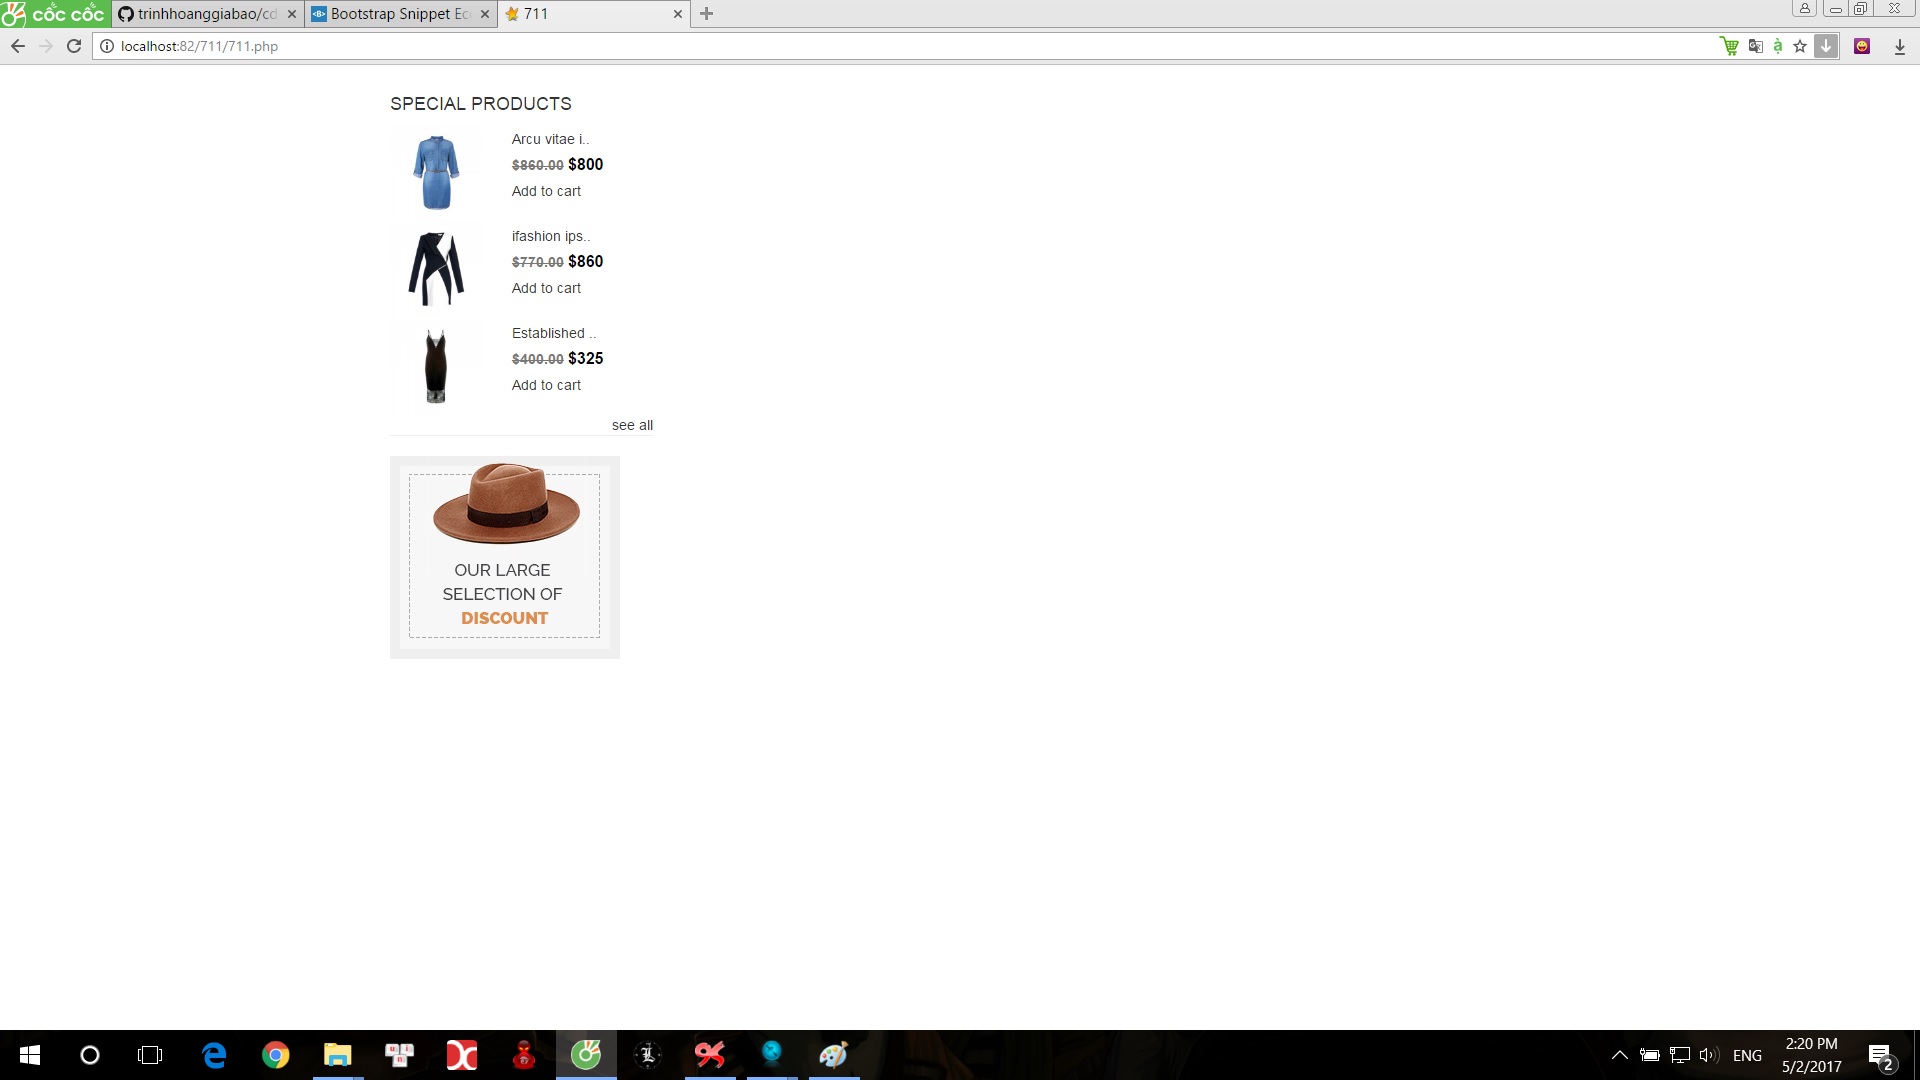 cốc cốc
trinhhoanggiabao/cd
Bootstrap Snippet Ec
711
localhost:82/711/711.php
SPECIAL PRODUCTS
Arcu vitae i..
$860.00 $800
Add to cart
ifashion ips..
$770.00 $860
Add to cart
Established ..
$400.00 $325
Add to cart
see all
OUR LARGE
SELECTION OF
DISCOUNT
ENG
2:20 PM
5/2/2017
2